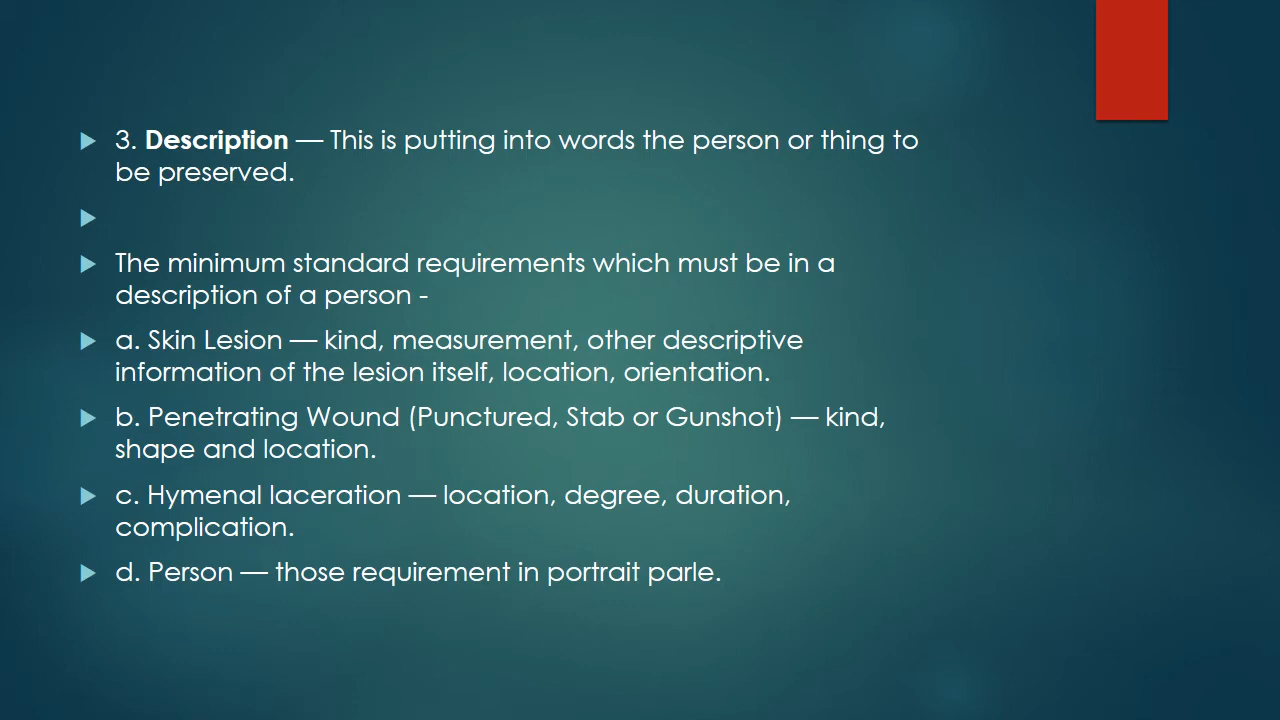 3. Description — This is putting into words the person or thing to
be preserved.
The minimum standard requirements which must be in a
description of a person -
a. Skin Lesion — kind, measurement, other descriptive
information of the lesion itself, location, orientation.
b. Penetrating Wound (Punctured, Stab or Gunshot) — kind,
shape and location.
c. Hymenal laceration — location, degree, duration,
complication.
d. Person — those requirement in portrait parle.